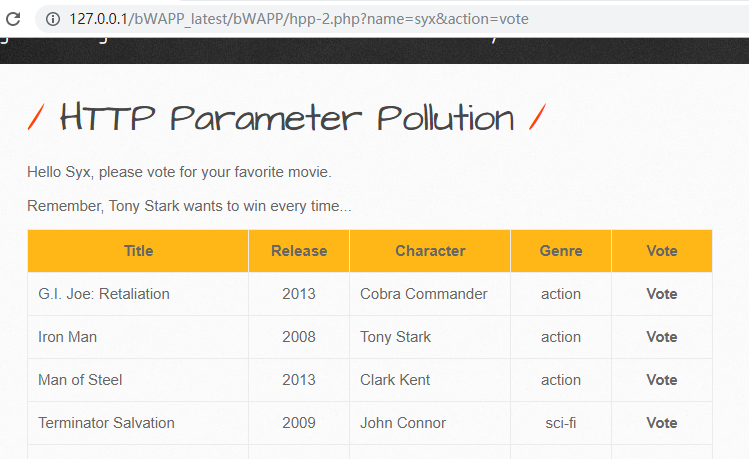 127.0.0.1/bWAPP_latest/bWAPP/hpp-2.php?name=syx&action=vote
/ HTTP Parameter Pollution /
Hello Syx, please vote for your favorite movie.
Remember, Tony Stark wants to win every time...
Title Release Character Genre Vote
G.I. Joe: Retaliation 2013 Cobra Commander action Vote
Iron Man 2008 Tony Stark action Vote
Man of Steel 2013 Clark Kent action Vote
Terminator Salvation 2009 John Connor sci-fi Vote